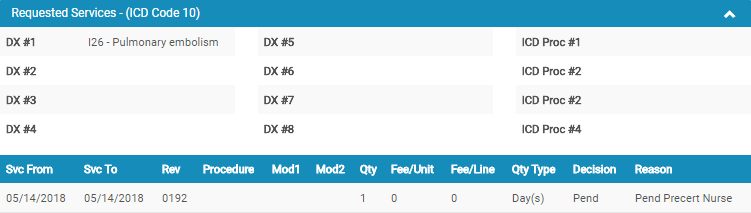 Requested Services - (ICD Code 10)
DX #1 I26 - Pulmonary embolism DX #5 ICD Proc #1
DX #2 DX #6 ICD Proc #2
DX #3 DX #7 ICD Proc #2
DX #4 DX #8 ICD Proc #4
Svc From Svc To Rev Procedure Mod1 Mod2 Qty Fee/Unit Fee/Line Qty Type Decision Reason
05/14/2018 05/14/2018 0192 1 0 0 Day(s) Pend Pend Precert Nurse